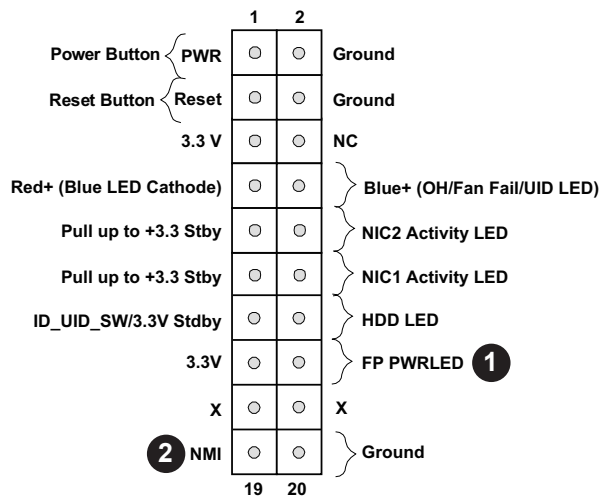 1 2
Power Button PWR Ground
Reset Button Reset Ground
3.3 V NC
Red+ (Blue LED Cathode) Blue+ (OH/Fan Fail/UID LED)
Pull up to +3.3 Stby NIC2 Activity LED
Pull up to +3.3 Stby NIC1 Activity LED
ID_UID_SW/3.3V Stdby HDD LED
3.3V FP PWRLED 1
X X
2 NMI Ground
19 20